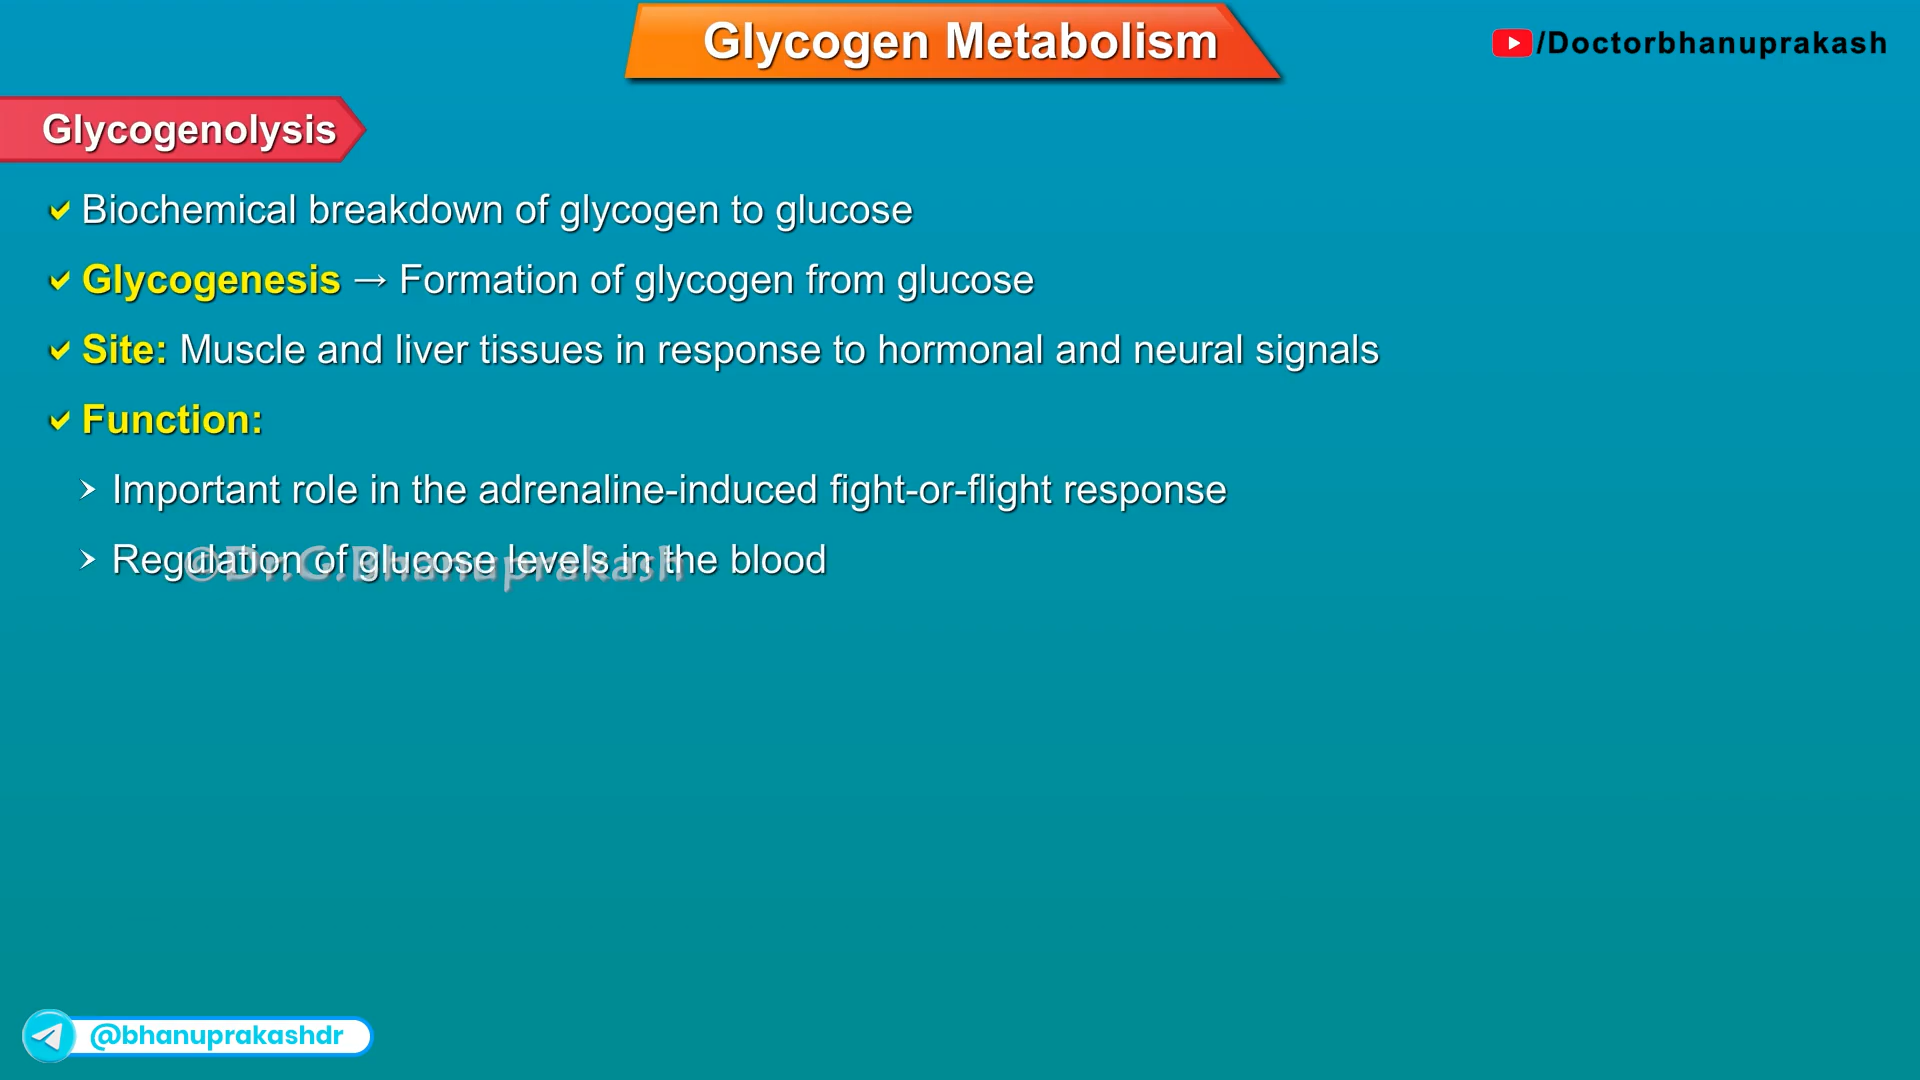 Glycogen Metabolism
/Doctorbhanuprakash
Glycogenolysis
Biochemical breakdown of glycogen to glucose
Glycogenesis → Formation of glycogen from glucose
Site: Muscle and liver tissues in response to hormonal and neural signals
Function:
Important role in the adrenaline-induced fight-or-flight response
Regulation of glucose levels in the blood
©Dr.G.Bhanuprakash
@bhanuprakashdr